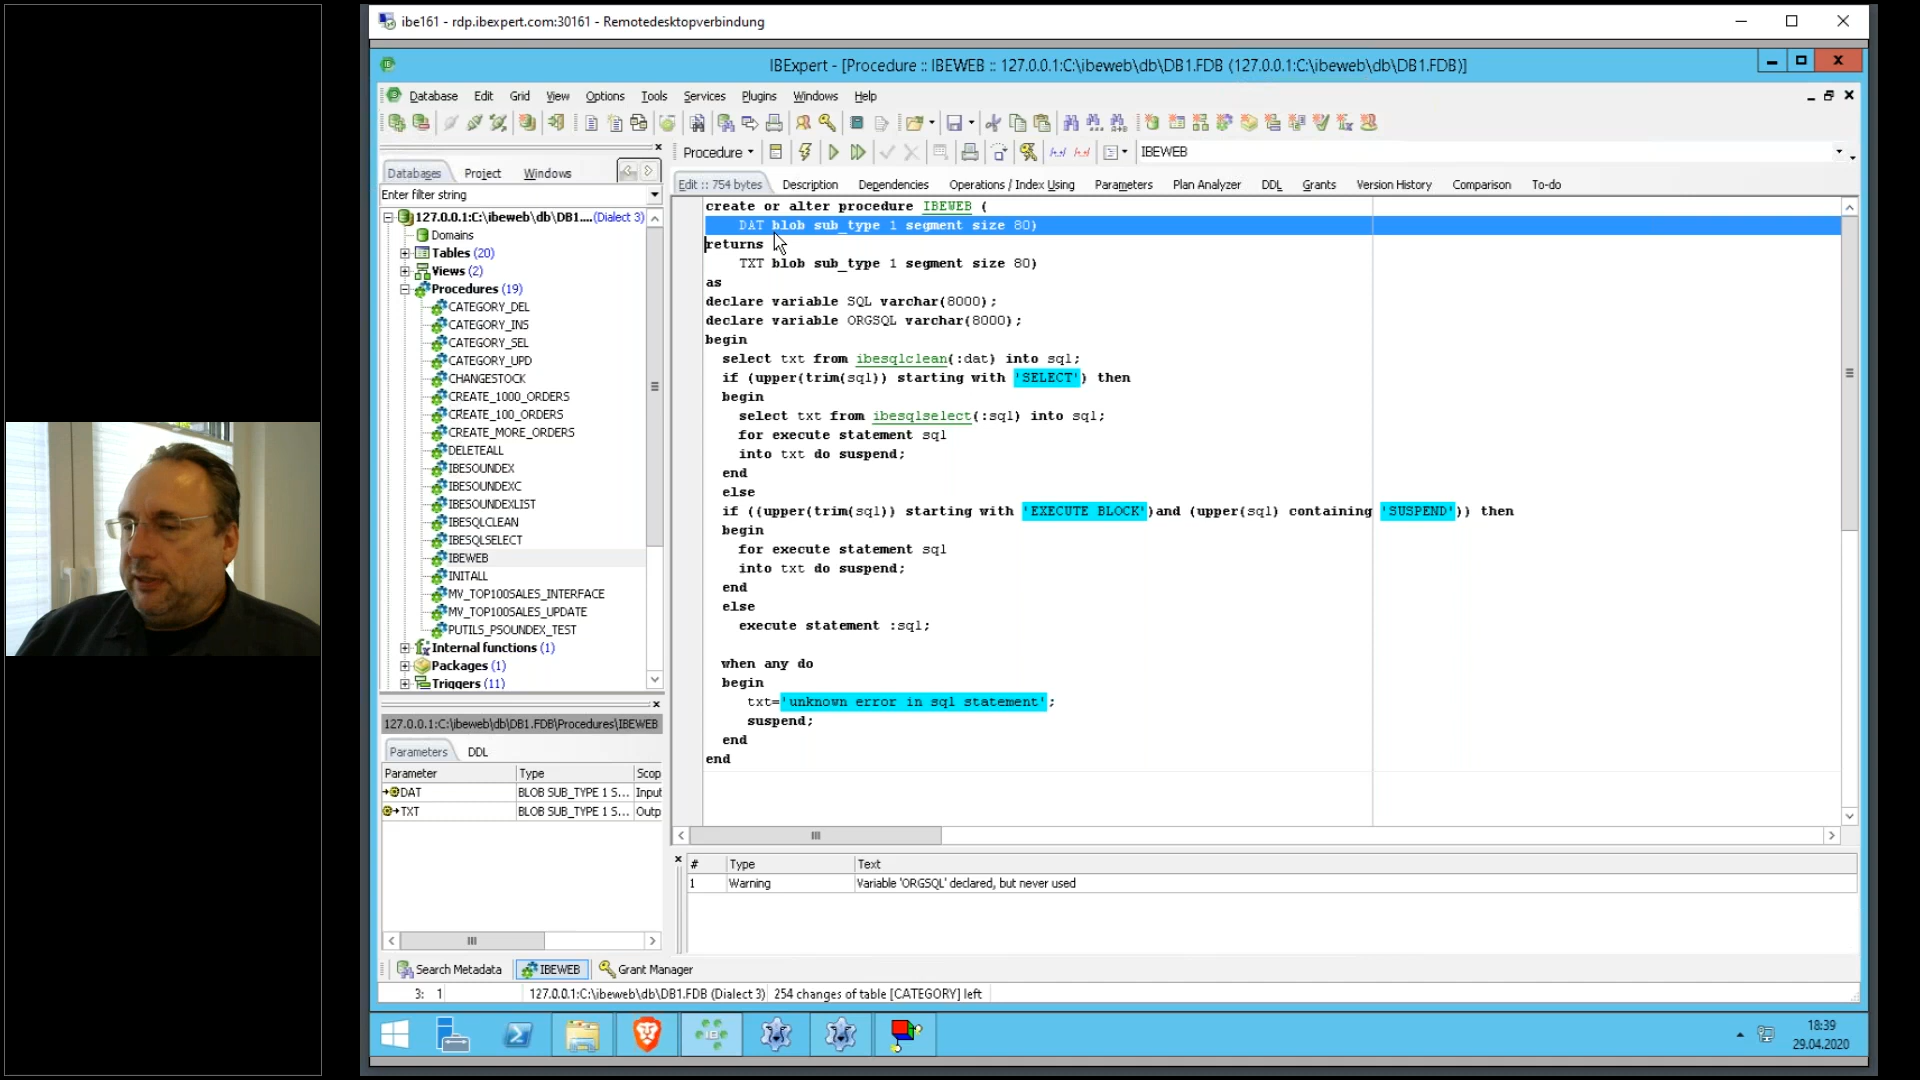 ibe161 - rdp.ibexpert.com:30161 - Remotedesktopverbindung
IBExpert - [Procedure :: IBEWEB :: 127.0.0.1:C:\ibeweb\db\DB1.FDB (127.0.0.1:C:\ibeweb\db\DB1.FDB)]
Database Edit Grid View Options Tools Services Plugins Windows Help
Procedure IBEWEB
Databases Project Windows
Enter filter string
127.0.0.1:C:\ibeweb\db\DB1.... (Dialect 3)
Domains
Tables (20)
Views (2)
Procedures (19)
CATEGORY_DEL
CATEGORY_INS
CATEGORY_SEL
CATEGORY_UPD
CHANGESTOCK
CREATE_1000_ORDERS
CREATE_100_ORDERS
CREATE_MORE_ORDERS
DELETEALL
IBESOUNDEX
IBESOUNDEXC
IBESOUNDEXLIST
IBESQLCLEAN
IBESQLSELECT
IBEWEB
INITALL
MV_TOP100SALES_INTERFACE
MV_TOP100SALES_UPDATE
PUTILS_PSOUNDEX_TEST
Internal functions (1)
Packages (1)
Triggers (11)
127.0.0.1:C:\ibeweb\db\DB1.FDB\Procedures\IBEWEB
Parameters DDL
Parameter Type Scop
DAT BLOB SUB_TYPE 1 S... Input
TXT BLOB SUB_TYPE 1 S... Outp
Edit :: 754 bytes Description Dependencies Operations / Index Using Parameters Plan Analyzer DDL Grants Version History Comparison To-do
create or alter procedure IBEWEB (
DAT blob sub_type 1 segment size 80)
returns
TXT blob sub_type 1 segment size 80)
as
declare variable SQL varchar(8000);
declare variable ORGSQL varchar(8000);
begin
select txt from ibesqlclean(:dat) into sql;
if (upper(trim(sql)) starting with 'SELECT') then
begin
select txt from ibesqlselect(:sql) into sql;
for execute statement sql
into txt do suspend;
end
else
if ((upper(trim(sql)) starting with 'EXECUTE BLOCK')and (upper(sql) containing 'SUSPEND')) then
begin
for execute statement sql
into txt do suspend;
end
else
execute statement :sql;
when any do
begin
txt='unknown error in sql statement';
suspend;
end
end
# Type Text
1 Warning Variable 'ORGSQL' declared, but never used
Search Metadata IBEWEB Grant Manager
3: 1 127.0.0.1:C:\ibeweb\db\DB1.FDB (Dialect 3) 254 changes of table [CATEGORY] left
18:39
29.04.2020